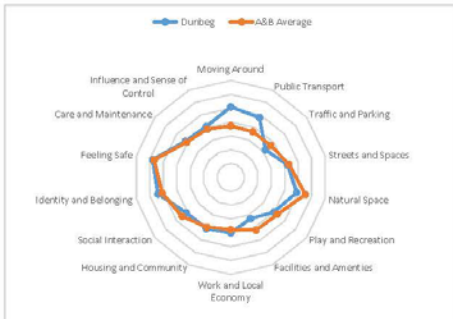 Dunbeg
A&B Average
Moving Around
Public Transport
Traffic and Parking
Streets and Spaces
Natural Space
Play and Recreation
Facilities and Amenties
Work and Local
Economy
Housing and Community
Social Interaction
Identity and Belonging
Feeling Safe
Care and Maintenance
Influence and Sense of
Control